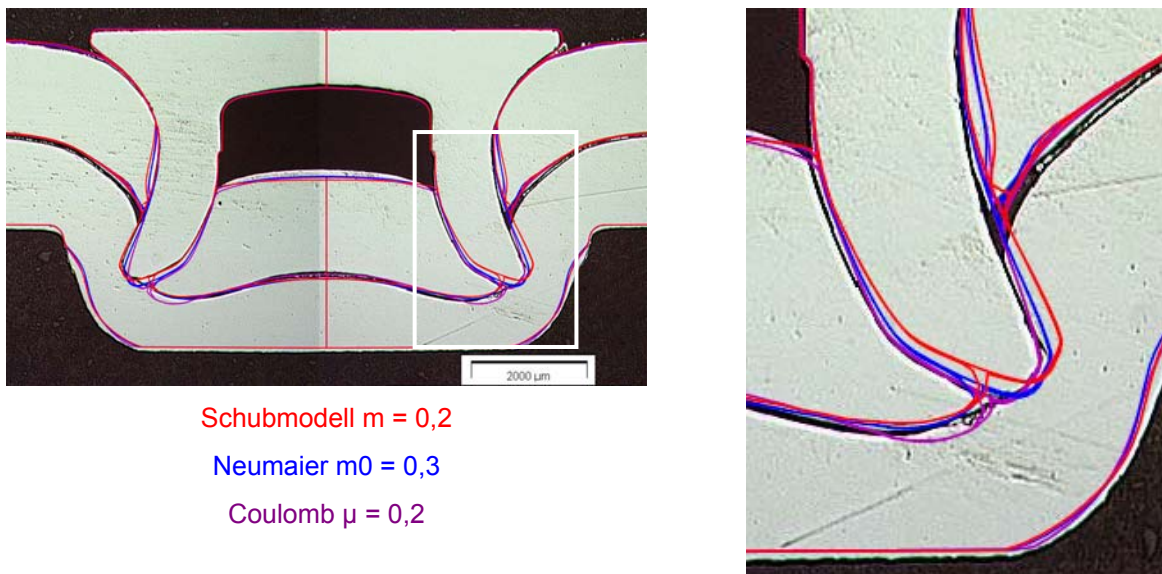 2000 µm
Schubmodell m = 0,2
Neumaier m0 = 0,3
Coulomb µ = 0,2